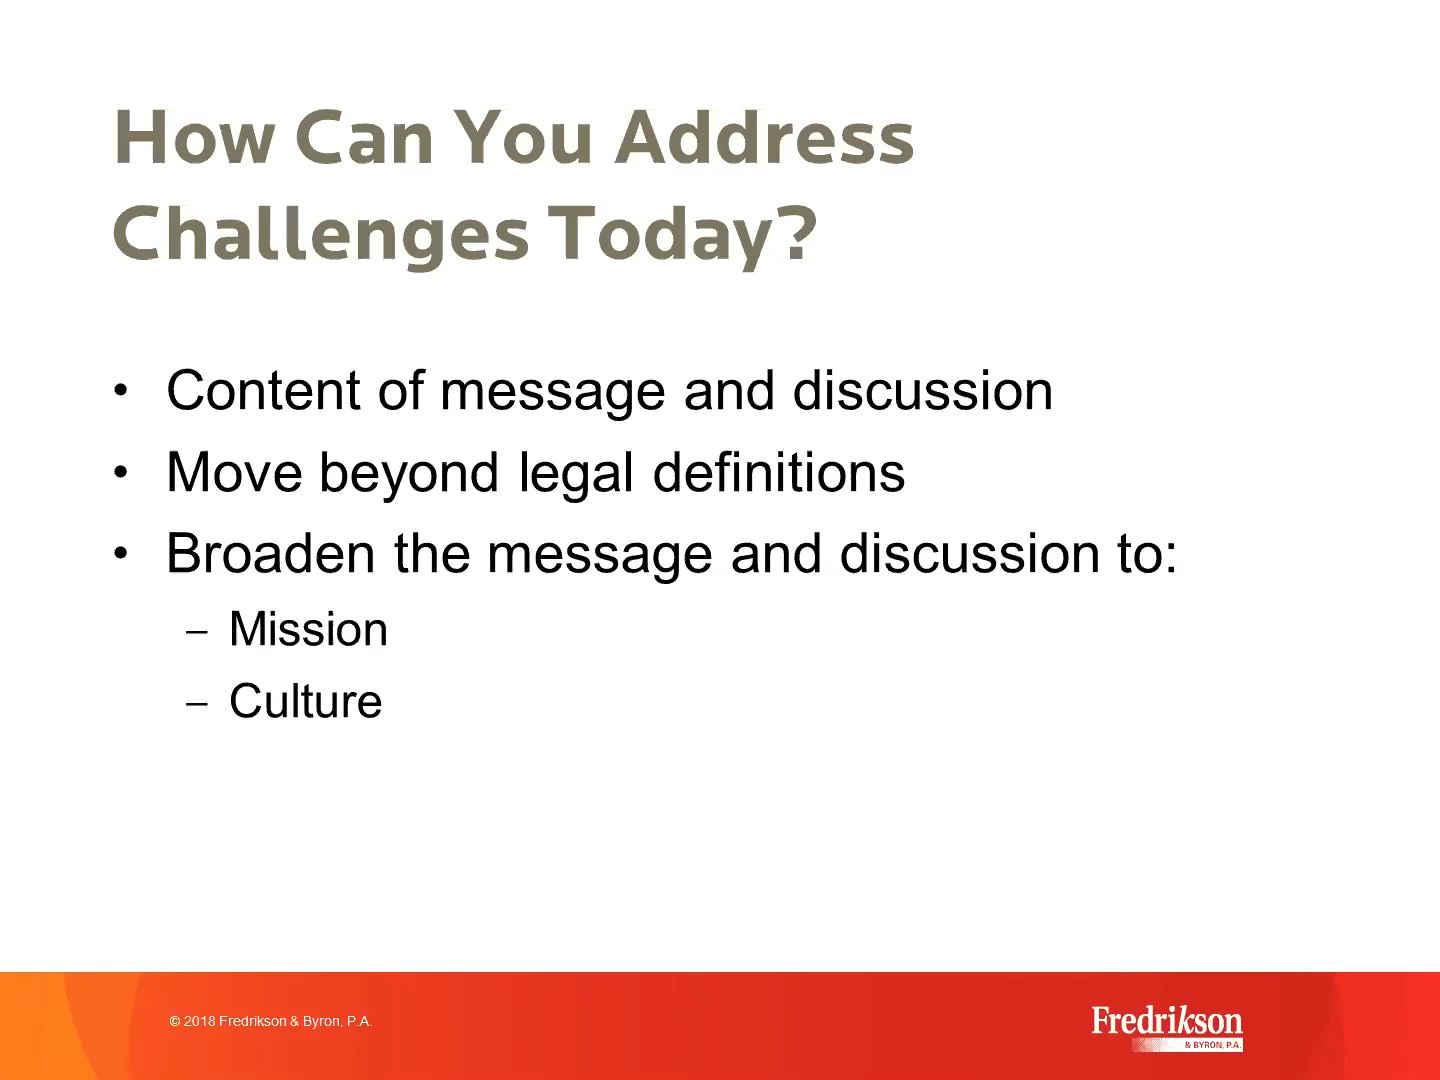 How Can You Address
Challenges Today?
• Content of message and discussion
• Move beyond legal definitions
• Broaden the message and discussion to:
– Mission
– Culture
© 2018 Fredrikson & Byron, P.A.
Fredrikson
& BYRON, P.A.